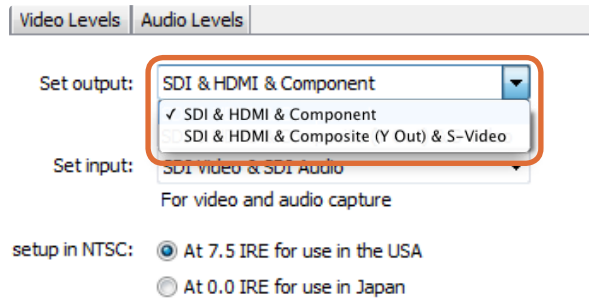 Video Levels Audio Levels
Set output: SDI & HDMI & Component
✓ SDI & HDMI & Component
SDI & HDMI & Composite (Y Out) & S-Video
Set input: SDI Video & SDI Audio
For video and audio capture
setup in NTSC: At 7.5 IRE for use in the USA
At 0.0 IRE for use in Japan